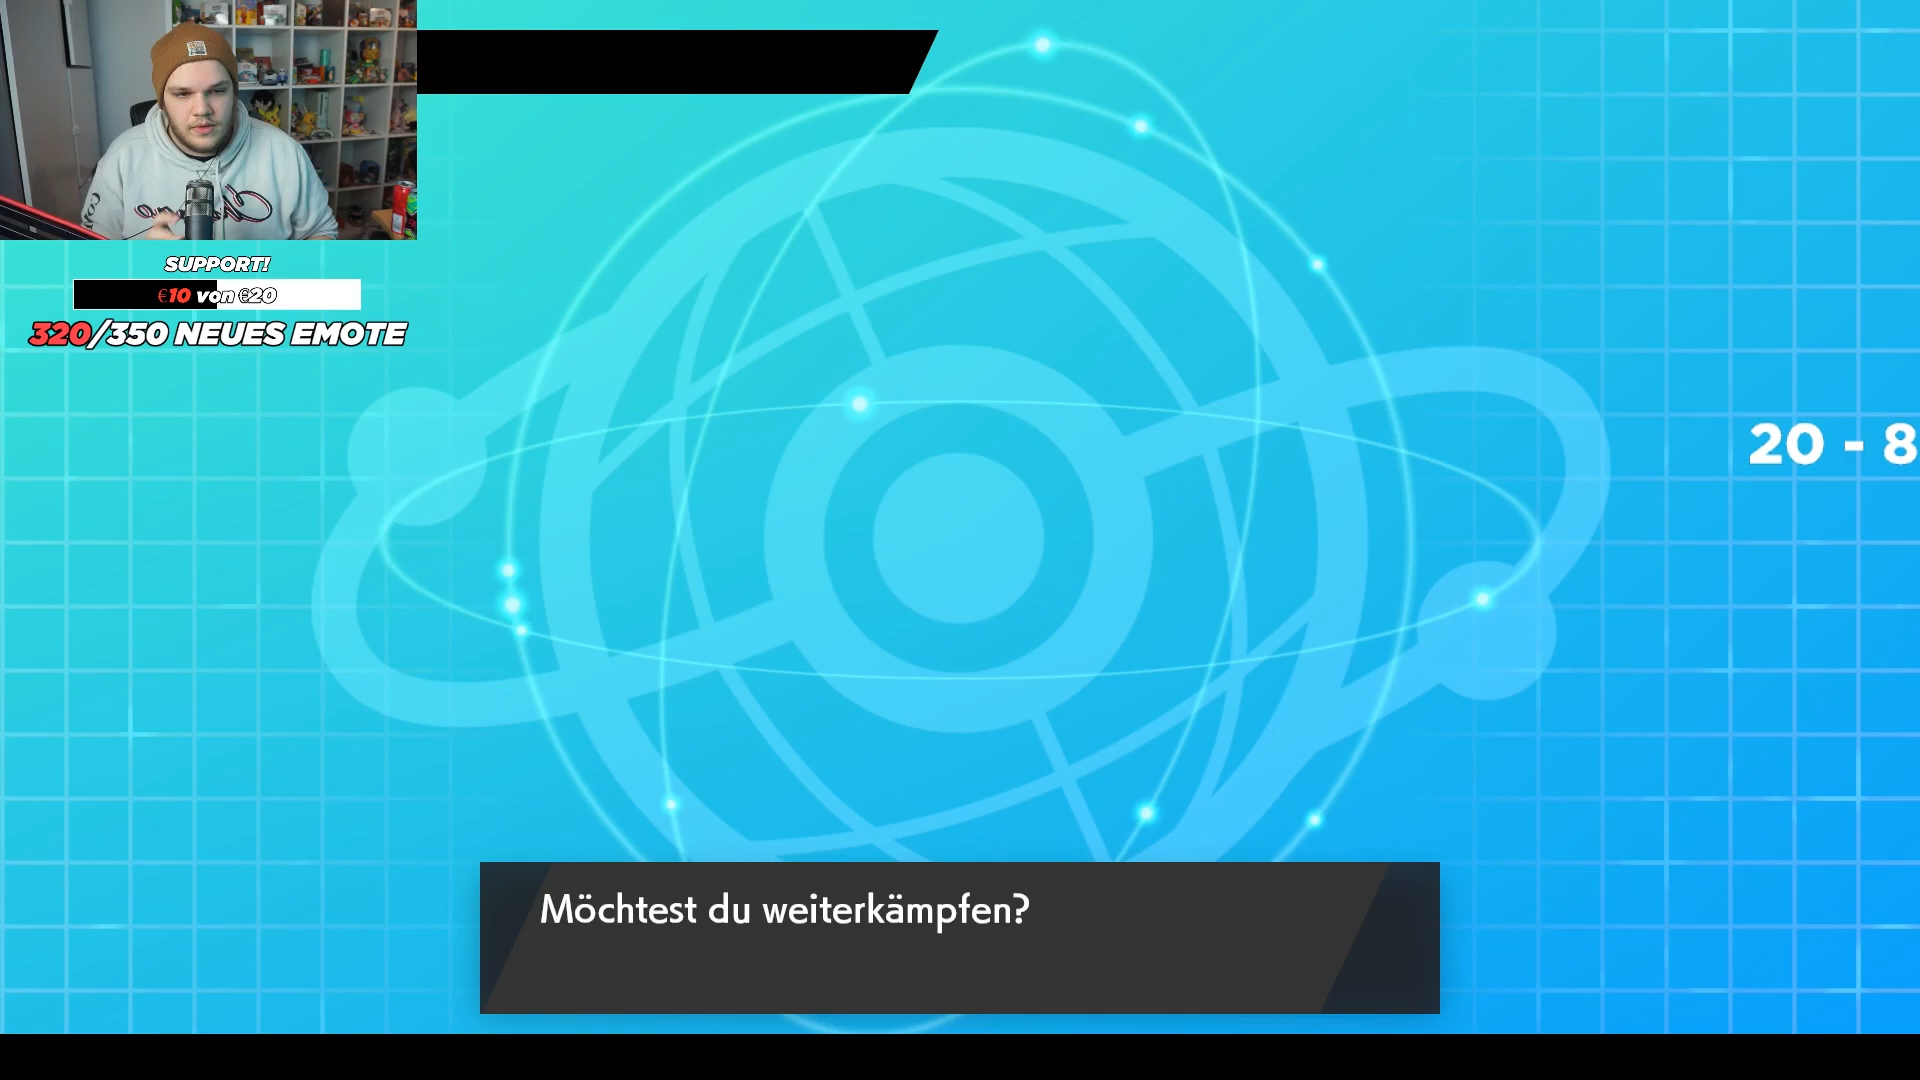 SUPPORT!
€10 von €20
320/350 NEUES EMOTE
20 - 8
Möchtest du weiterkämpfen?